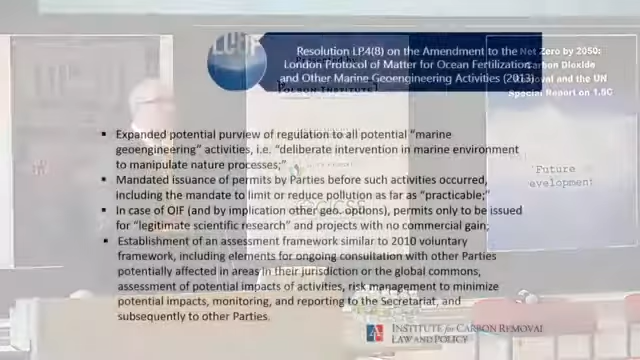 Resolution LP.4(8) on the Amendment to the
London Protocol of Matter for Ocean Fertilization
and Other Marine Geoengineering Activities (2013)
Net Zero by 2050:
Carbon Dioxide
Removal and the UN
Special Report on 1.5C
▪ Expanded potential purview of regulation to all potential “marine
geoengineering” activities, i.e. “deliberate intervention in marine environment
to manipulate nature processes;”
▪ Mandated issuance of permits by Parties before such activities occurred,
including the mandate to limit or reduce pollution as far as “practicable;”
▪ In case of OIF (and by implication other geo. options), permits only to be issued
for “legitimate scientific research” and projects with no commercial gain;
▪ Establishment of an assessment framework similar to 2010 voluntary
framework, including elements for ongoing consultation with other Parties
potentially affected in areas in their jurisdiction or the global commons,
assessment of potential impacts of activities, risk management to minimize
potential impacts, monitoring, and reporting to the Secretariat, and
subsequently to other Parties.
Future
INSTITUTE for CARBON REMOVAL
LAW AND POLICY